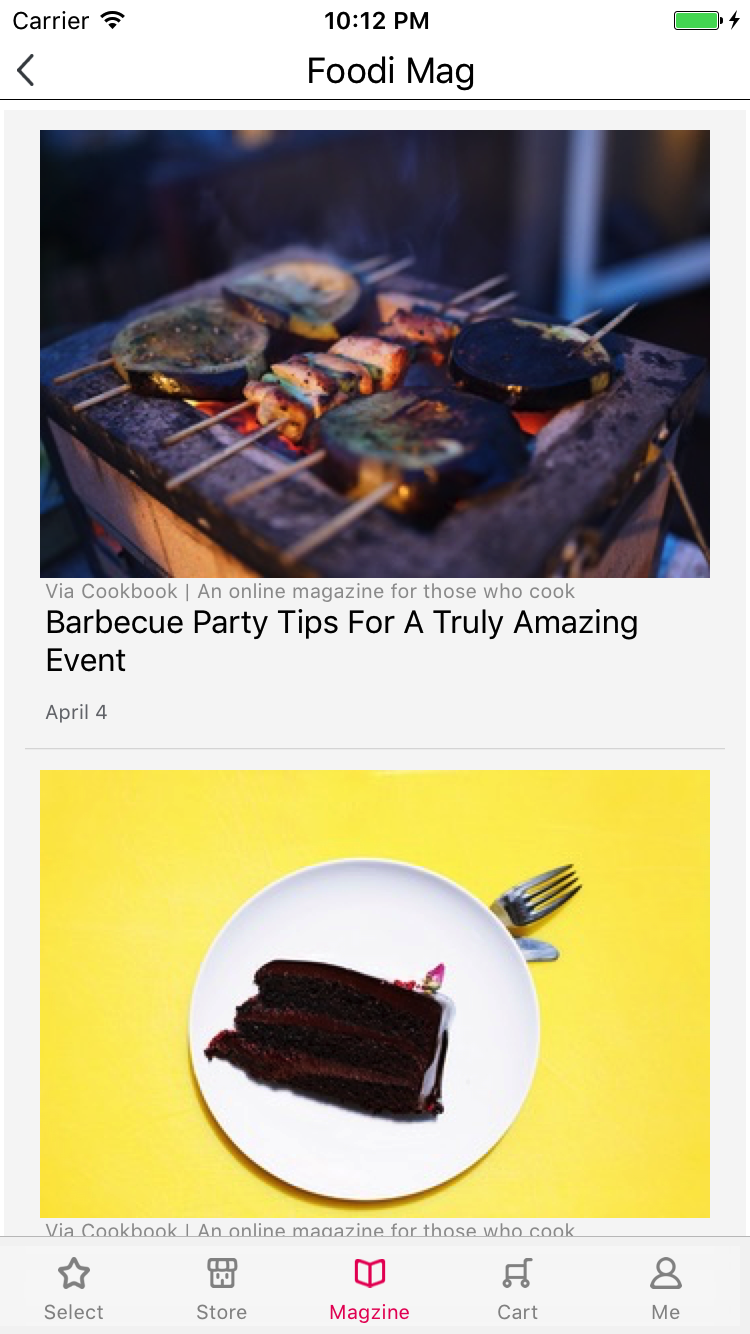 Carrier 10:12 PM
Foodi Mag
Via Cookbook | An online magazine for those who cook
Barbecue Party Tips For A Truly Amazing
Event
April 4
Via Cookbook | An online magazine for those who cook
Select Store Magzine Cart Me